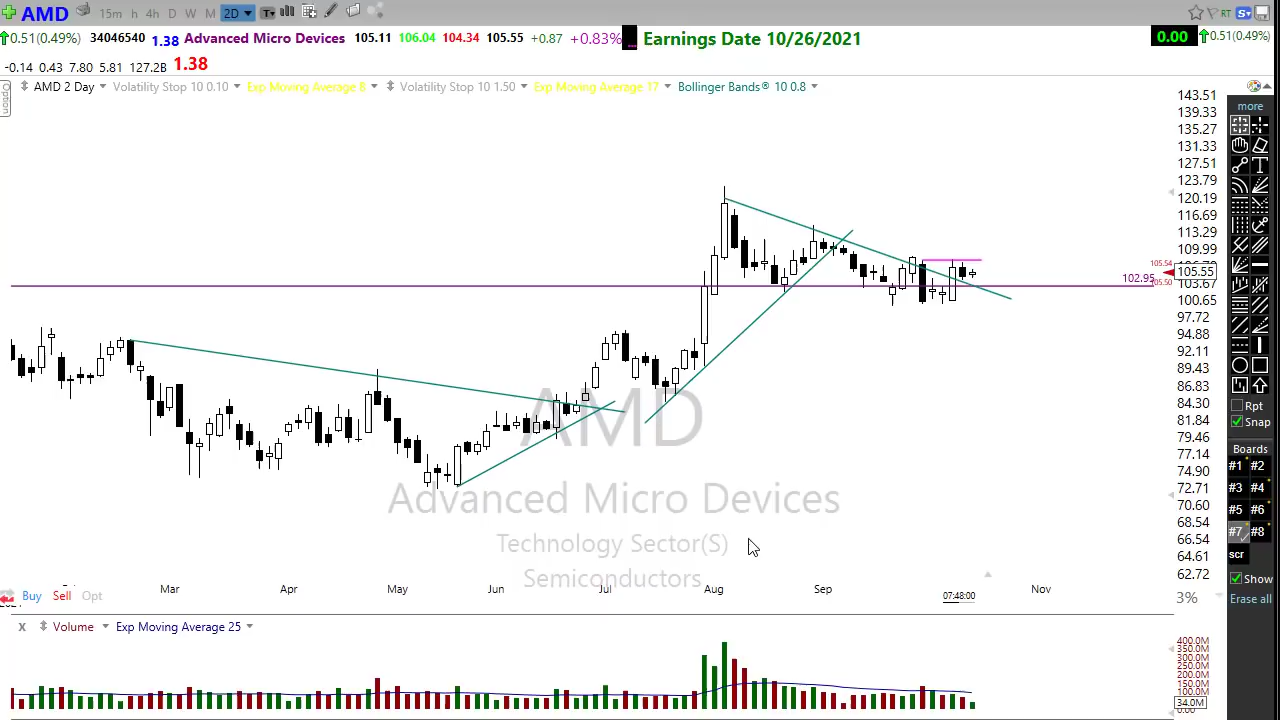 AMD 15m h 4h D W M 2D T RT S
0.51(0.49%) 34046540 1.38 Advanced Micro Devices 105.11 106.04 104.34 105.55 +0.87 +0.83% Earnings Date 10/26/2021 0.00 0.51(0.49%)
-0.14 0.43 7.80 5.81 127.2B 1.38
Option
AMD 2 Day Volatility Stop 10 0.10 Exp Moving Average 8 Volatility Stop 10 1.50 Exp Moving Average 17 Bollinger Bands® 10 0.8
143.51
139.33
135.27
131.33
127.51
123.79
120.19
116.69
113.29
109.99
105.54
105.55
102.95
105.50
103.67
100.65
97.72
94.88
92.11
89.43
86.83
84.30
81.84
79.46
77.14
74.90
72.71
70.60
68.54
66.54
64.61
62.72
more
T
Rpt
Snap
Boards
#1 #2
#3 #4
#5 #6
#7 #8
scr
Show
Erase all
AMD
Advanced Micro Devices
Technology Sector(S)
Semiconductors
Mar Apr May Jun Jul Aug Sep Nov
Buy Sell Opt 07:48:00 3%
X Volume Exp Moving Average 25
400.0M
350.0M
300.0M
250.0M
200.0M
150.0M
100.0M
34.0M
0.00